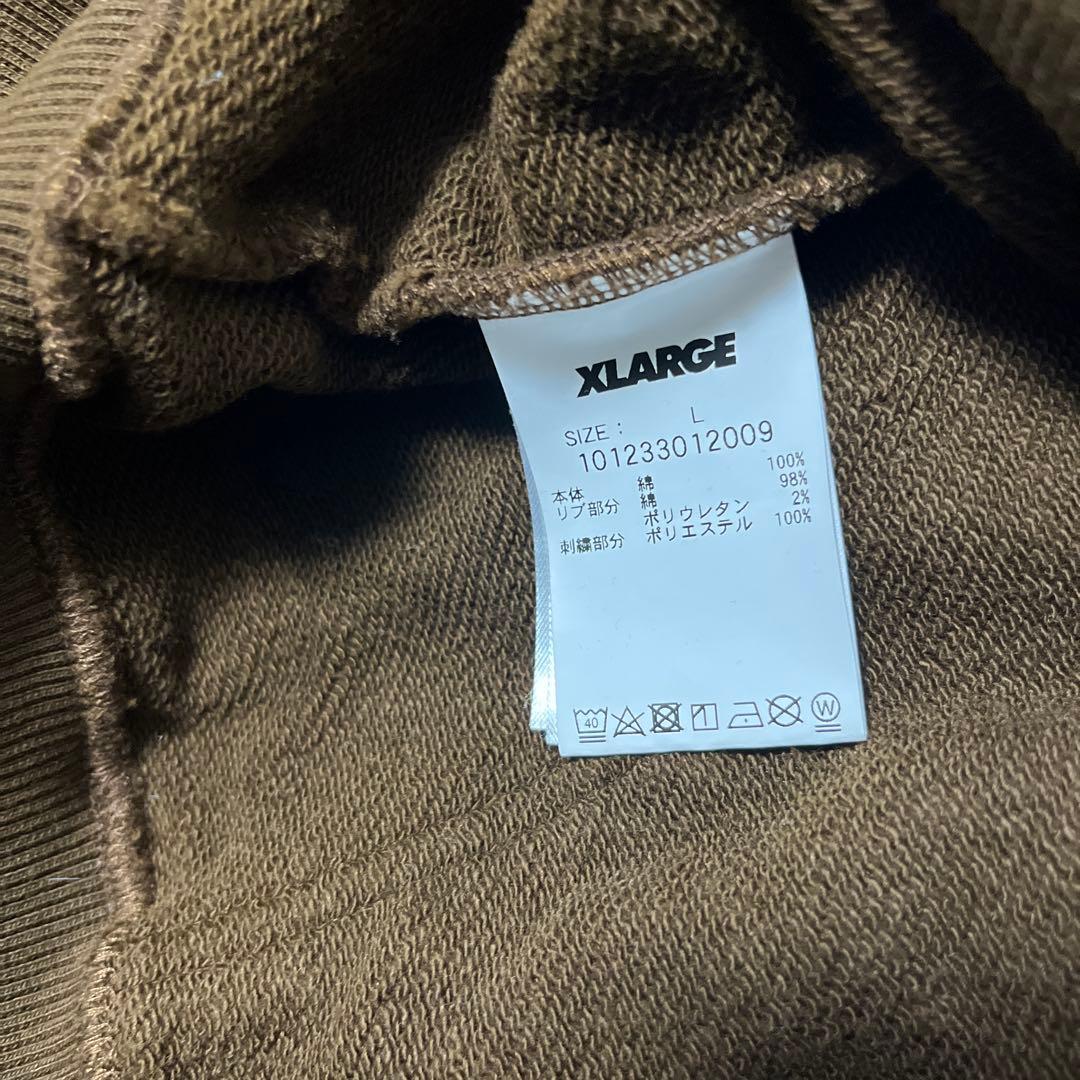 XLARGE
SIZE : L
101233012009
本体 綿 100%
リブ部分 綿 98%
ポリウレタン 2%
刺繍部分 ポリエステル 100%
40 W